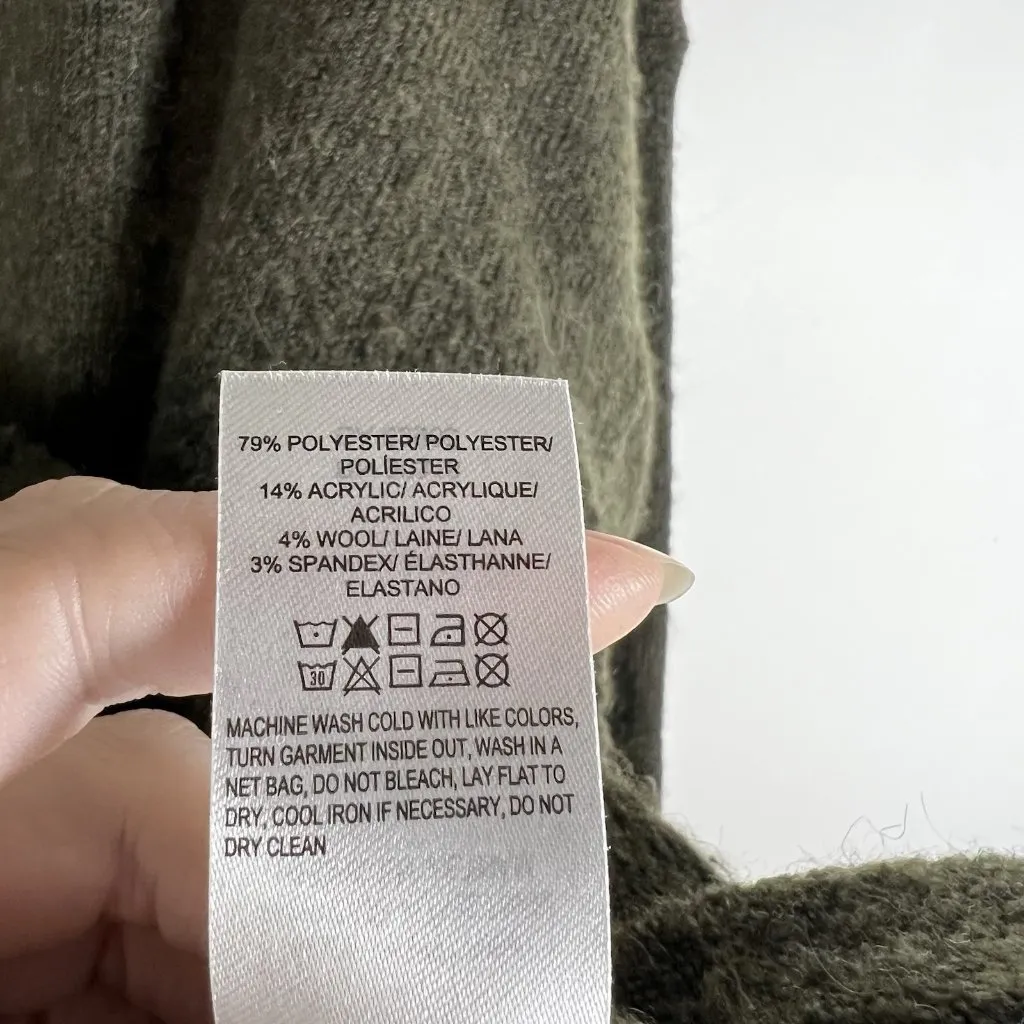 79% POLYESTER/ POLYESTER/
POLÍESTER
14% ACRYLIC/ ACRYLIQUE/
ACRILICO
4% WOOL/ LAINE/ LANA
3% SPANDEX/ ÉLASTHANNE/
ELASTANO
30
MACHINE WASH COLD WITH LIKE COLORS,
TURN GARMENT INSIDE OUT, WASH IN A
NET BAG, DO NOT BLEACH, LAY FLAT TO
DRY, COOL IRON IF NECESSARY, DO NOT
DRY CLEAN